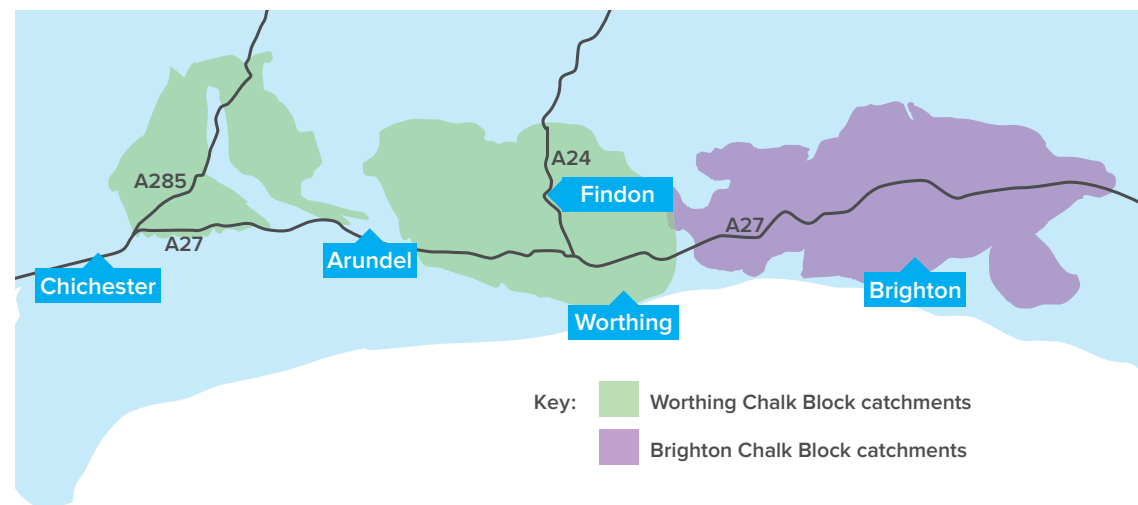 A285
A24
Findon
A27
A27
Arundel
Chichester
Brighton
Worthing
Key:
Worthing Chalk Block catchments
Brighton Chalk Block catchments